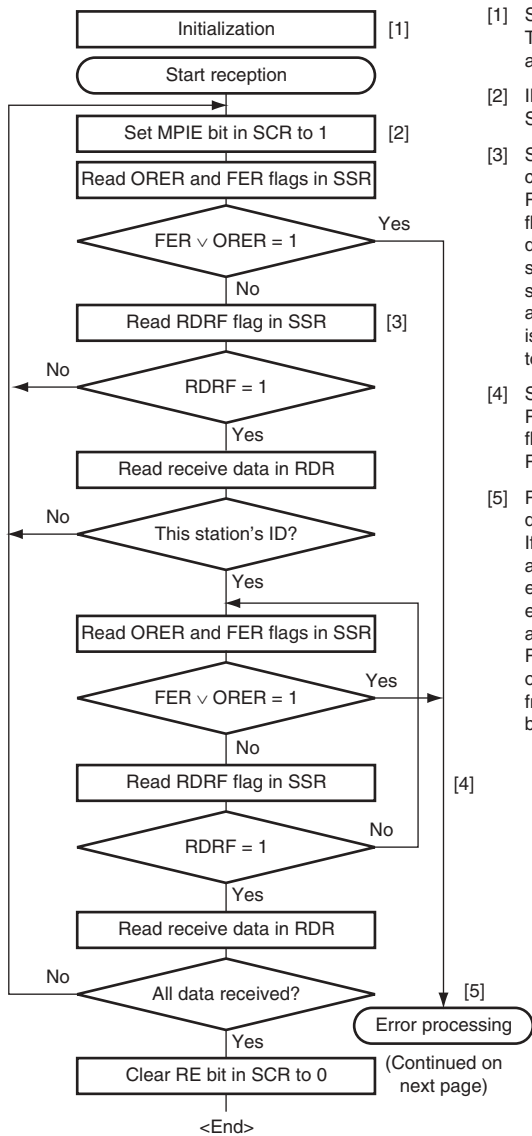 Initialization [1]
Start reception
Set MPIE bit in SCR to 1 [2]
Read ORER and FER flags in SSR
FER ∨ ORER = 1
Yes
No
Read RDRF flag in SSR [3]
RDRF = 1
No
Yes
Read receive data in RDR
This station's ID?
No
Yes
Read ORER and FER flags in SSR
FER ∨ ORER = 1
Yes
No
Read RDRF flag in SSR
[4]
RDRF = 1
No
Yes
Read receive data in RDR
All data received?
No
Yes
[5]
Error processing
(Continued on
next page)
Clear RE bit in SCR to 0
<End>
[1]
[2]
[3]
[4]
[5]